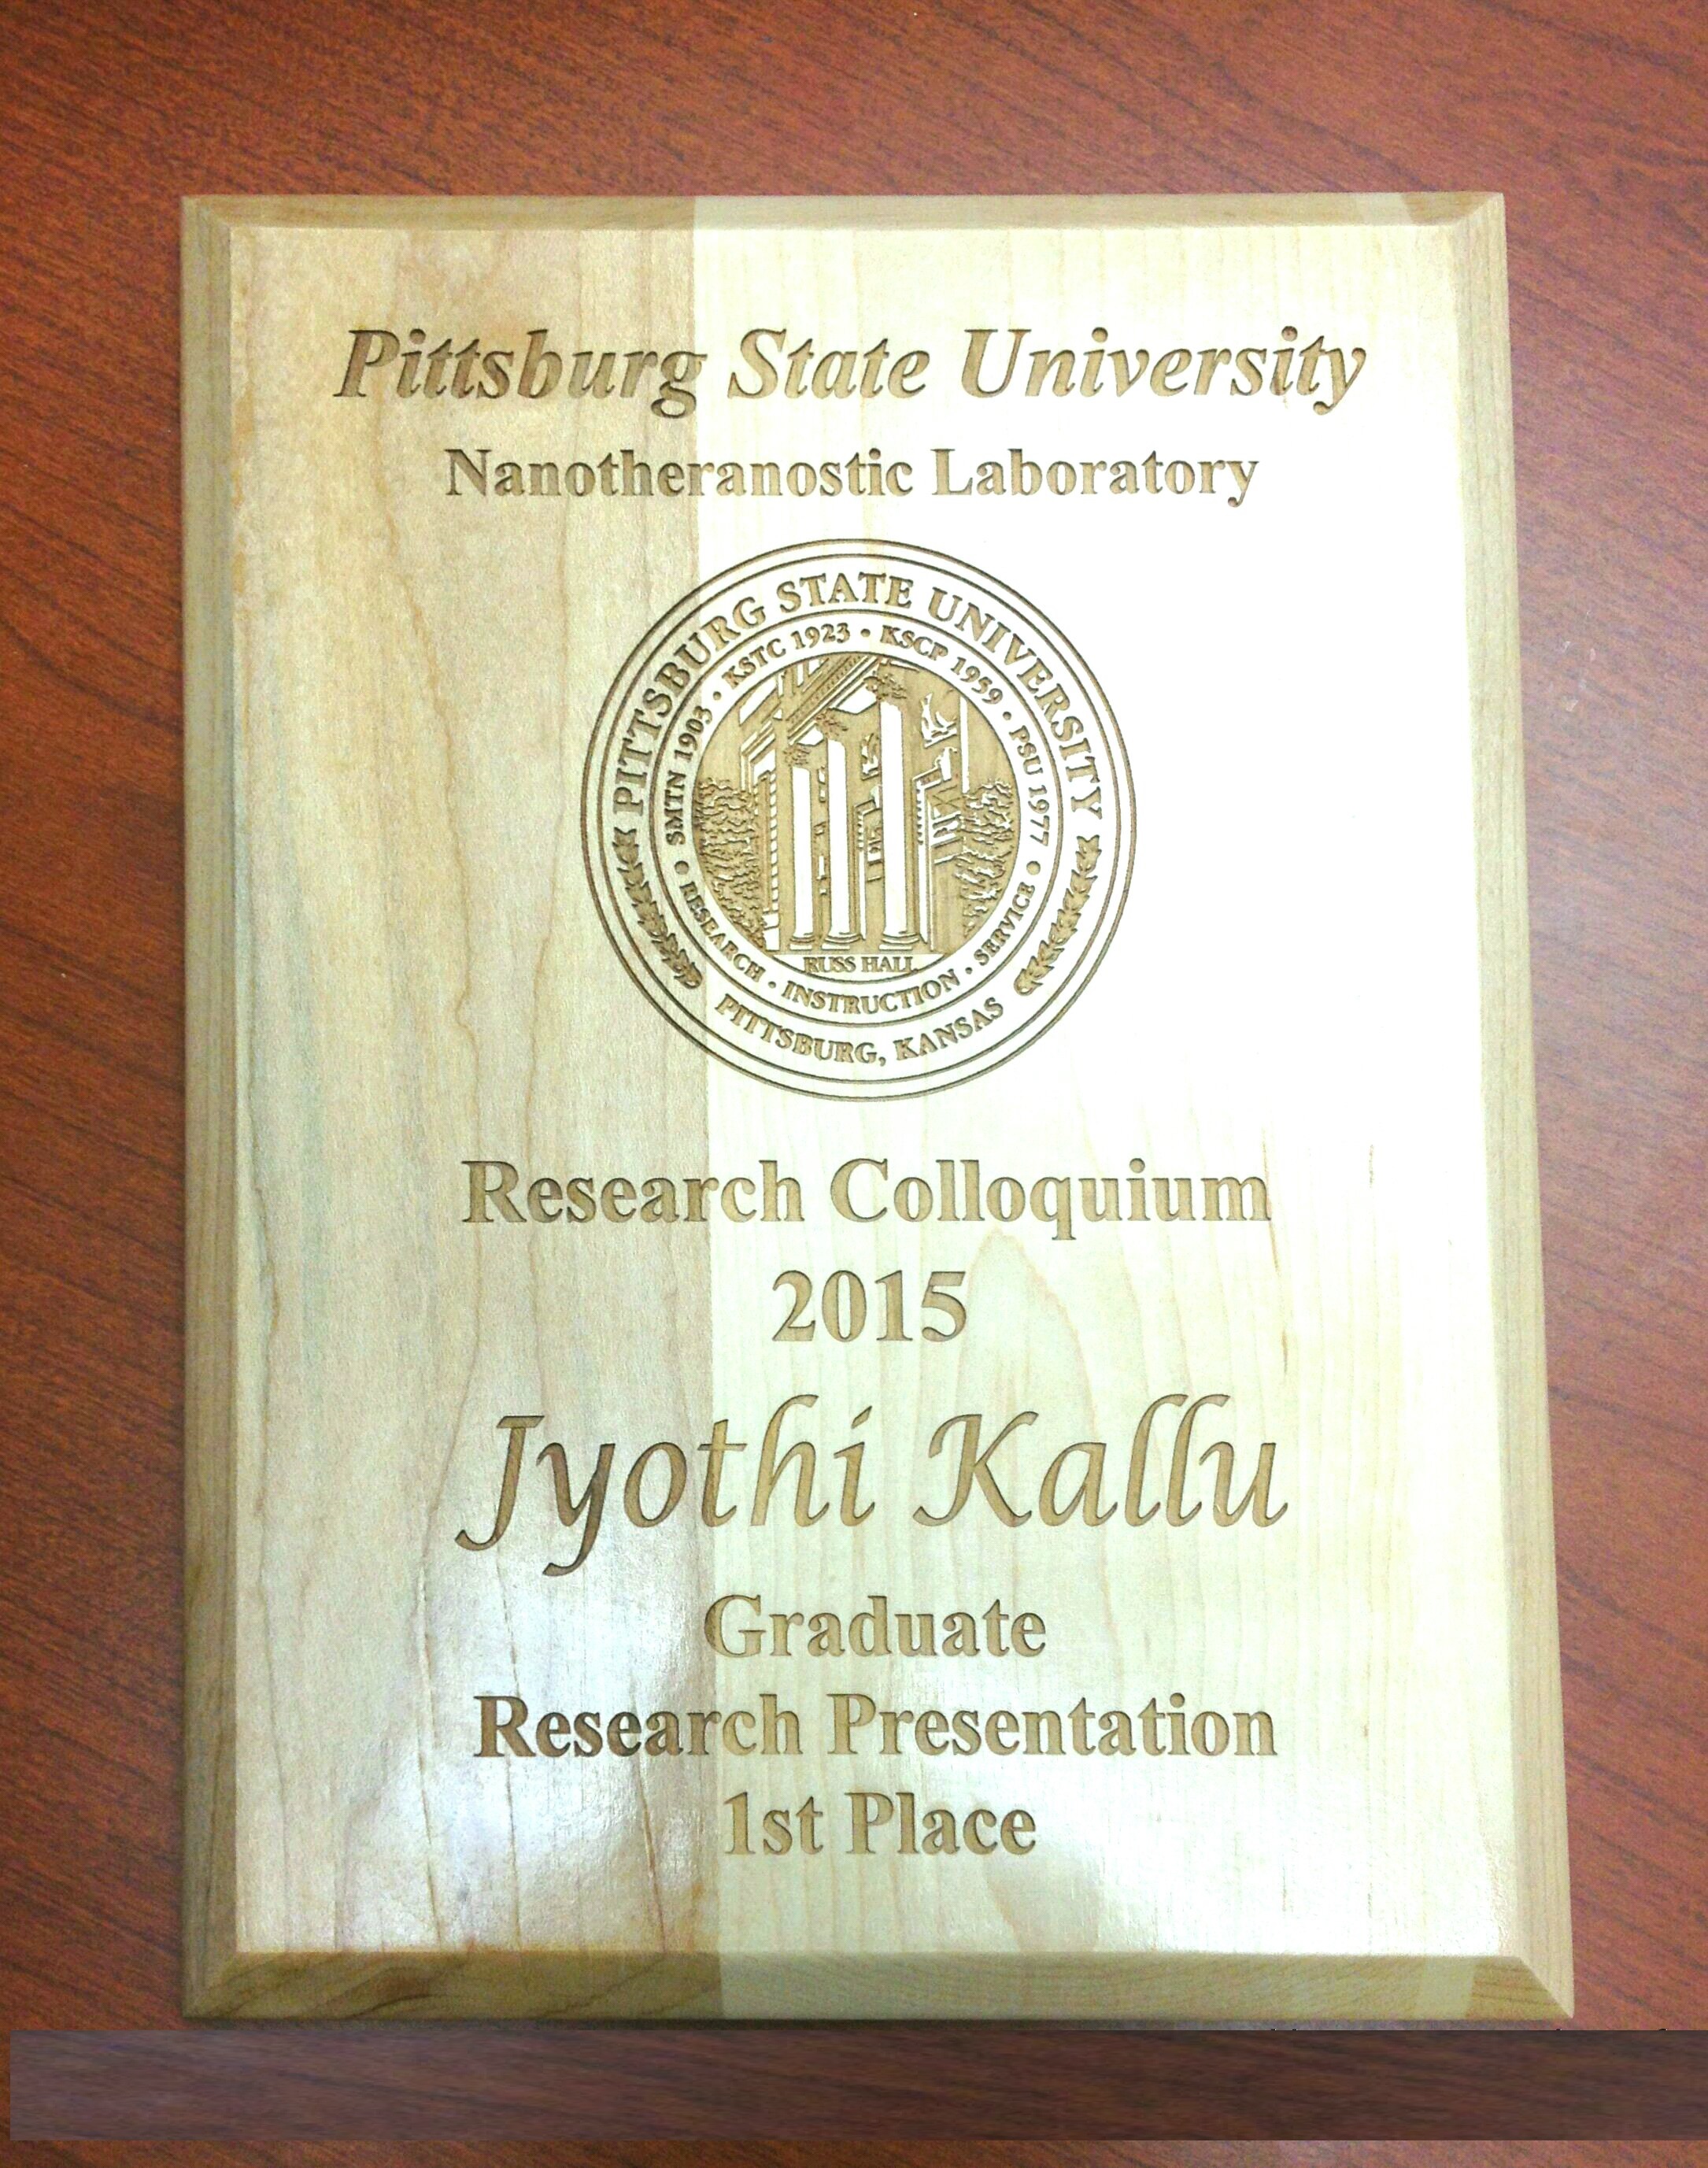 Pittsburg State University
Nanotheranostic Laboratory
PITTSBURG STATE UNIVERSITY
SMTN 1903 • KSTC 1923 • KSCP 1959 • PSU 1977
RUSS HALL
• RESEARCH • INSTRUCTION • SERVICE •
PITTSBURG, KANSAS
Research Colloquium
2015
Jyothi Kallu
Graduate
Research Presentation
1st Place